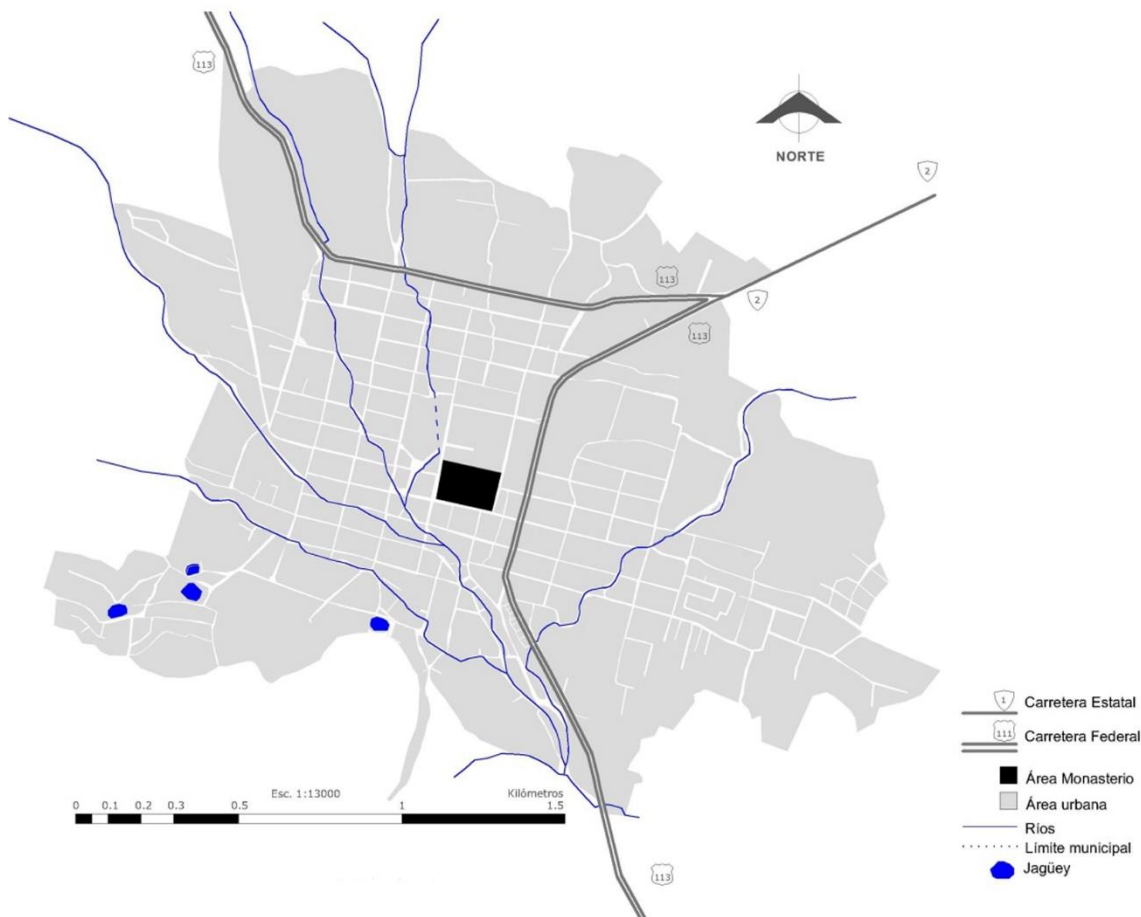 113
NORTE
2
113
2
113
1 Carretera Estatal
111 Carretera Federal
Área Monasterio
Área urbana
Ríos
Límite municipal
Jagüey
Esc. 1:13000 Kilómetros
0 0.1 0.2 0.3 0.5 1 1.5
113